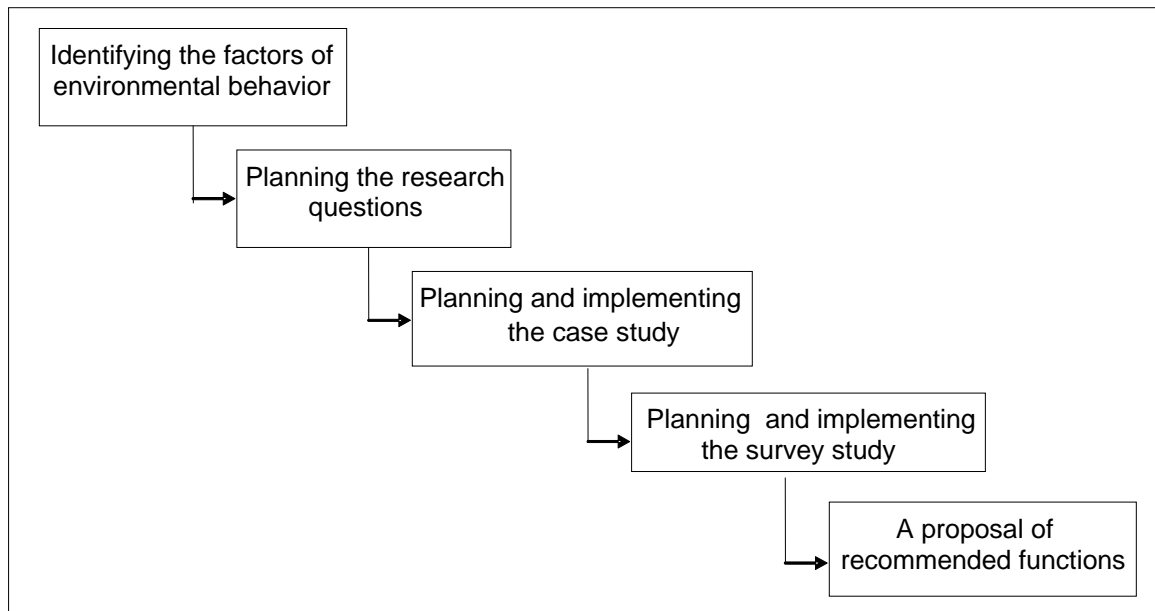 Identifying the factors of
environmental behavior
Planning the research
questions
Planning and implementing
the case study
Planning and implementing
the survey study
A proposal of
recommended functions